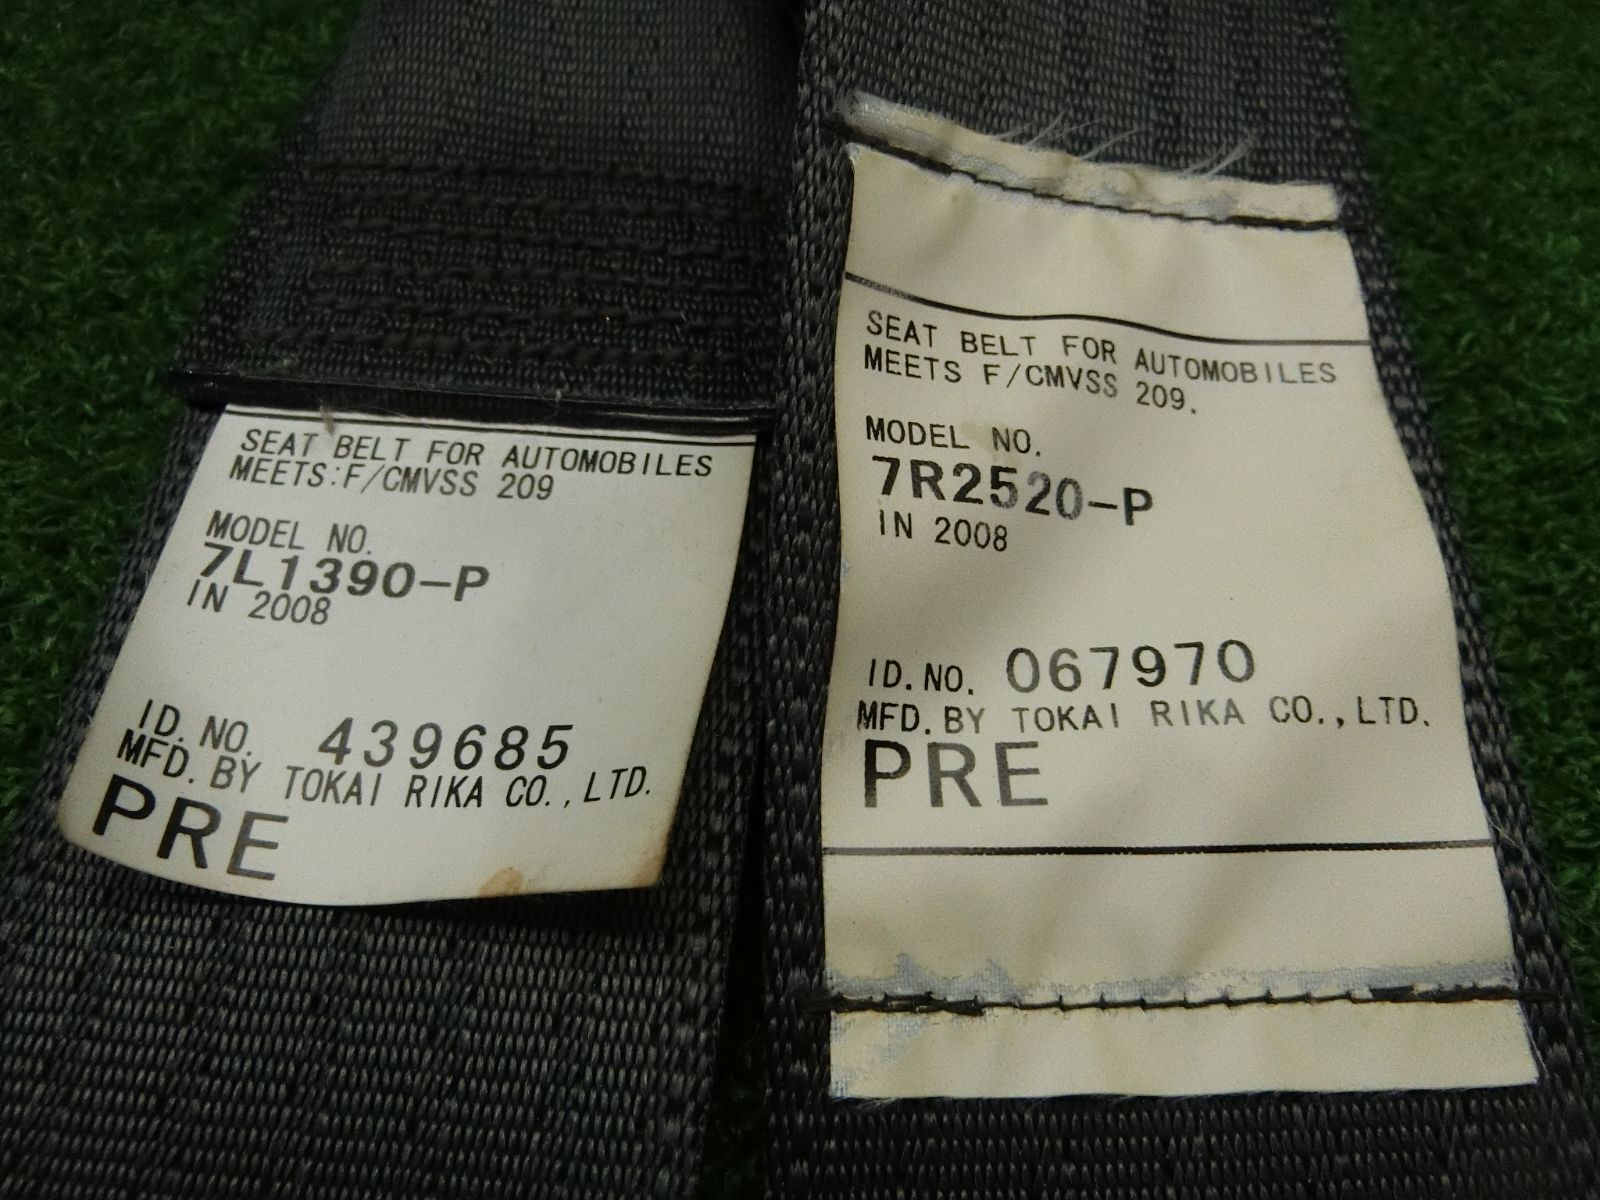 SEAT BELT FOR AUTOMOBILES
MEETS:F/CMVSS 209
MODEL NO.
7L1390-P
IN 2008
ID. NO. 439685
MFD. BY TOKAI RIKA CO.,LTD.
PRE
SEAT BELT FOR AUTOMOBILES
MEETS F/CMVSS 209.
MODEL NO.
7R2520-P
IN 2008
ID. NO. 067970
MFD. BY TOKAI RIKA CO.,LTD.
PRE